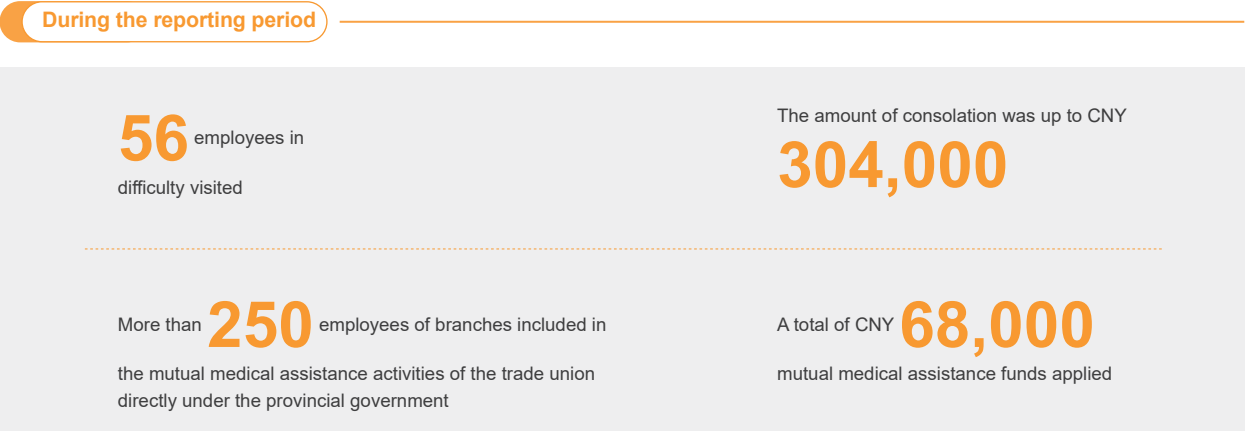 During the reporting period
56 employees in
difficulty visited
The amount of consolation was up to CNY
304,000
More than 250 employees of branches included in
the mutual medical assistance activities of the trade union
directly under the provincial government
A total of CNY 68,000
mutual medical assistance funds applied